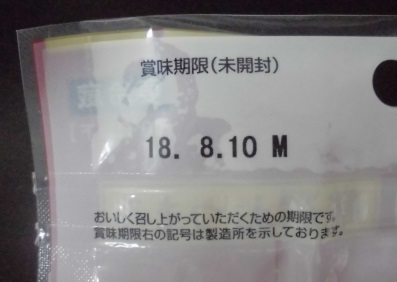 賞味期限(未開封)
18. 8.10 M
おいしく召し上がっていただくための期限です。
賞味期限右の記号は製造所を示しております。